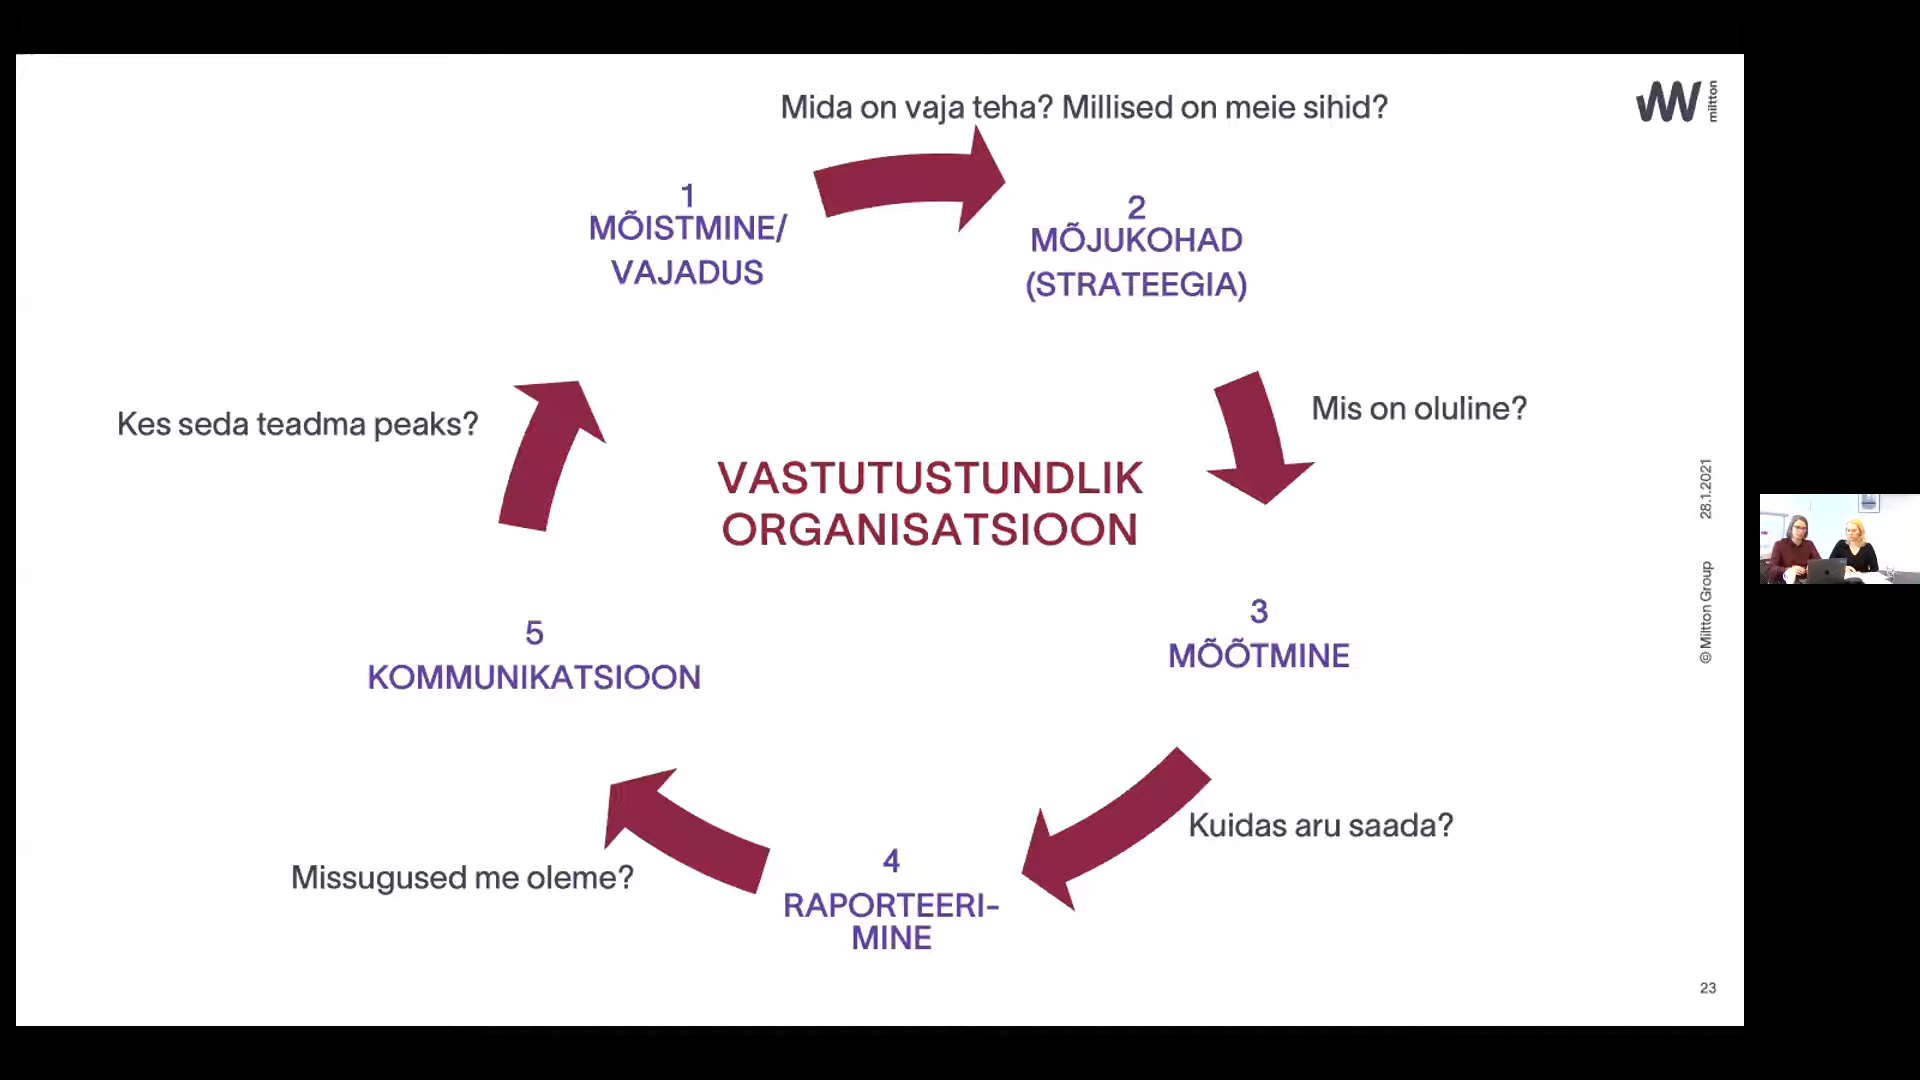 Mida on vaja teha? Millised on meie sihid?
miltton
1
MÕISTMINE/
VAJADUS
2
MÕJUKOHAD
(STRATEEGIA)
Kes seda teadma peaks?
Mis on oluline?
VASTUTUSTUNDLIK
ORGANISATSIOON
28.1.2021
© Miltton Group
3
MÕÕTMINE
5
KOMMUNIKATSIOON
Kuidas aru saada?
Missugused me oleme?
4
RAPORTEERI-
MINE
23